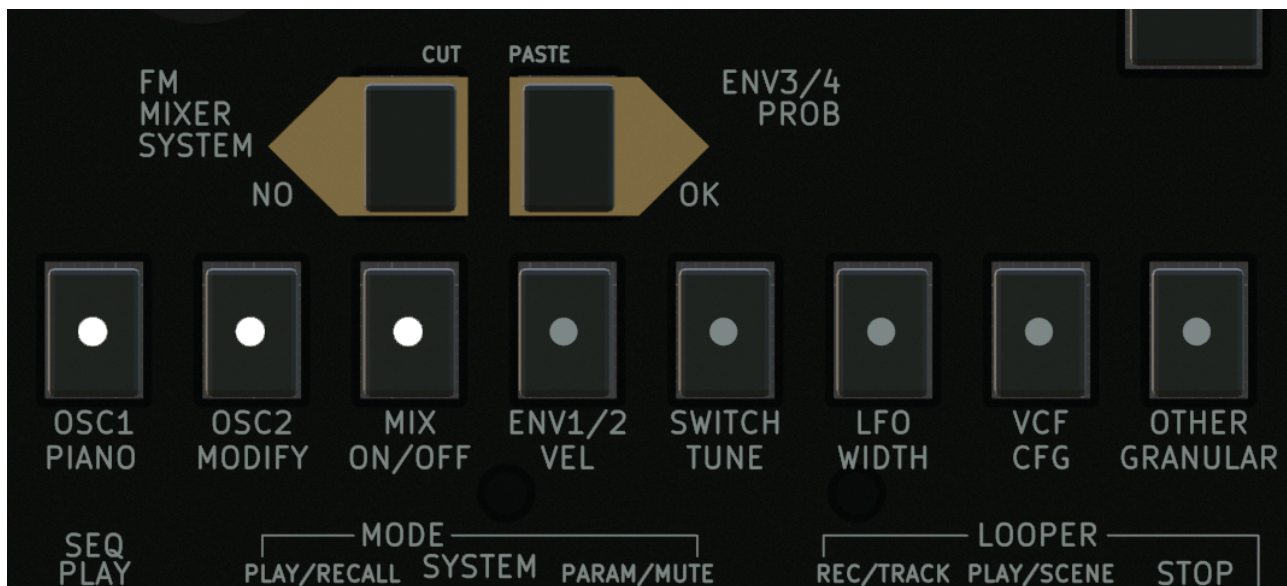 CUT PASTE
FM
MIXER
SYSTEM
NO
ENV3/4
PROB
OK
OSC1
PIANO
OSC2
MODIFY
MIX
ON/OFF
ENV1/2
VEL
SWITCH
TUNE
LFO
WIDTH
VCF
CFG
OTHER
GRANULAR
SEQ
PLAY
MODE
PLAY/RECALL SYSTEM PARAM/MUTE
LOOPER
REC/TRACK PLAY/SCENE STOP